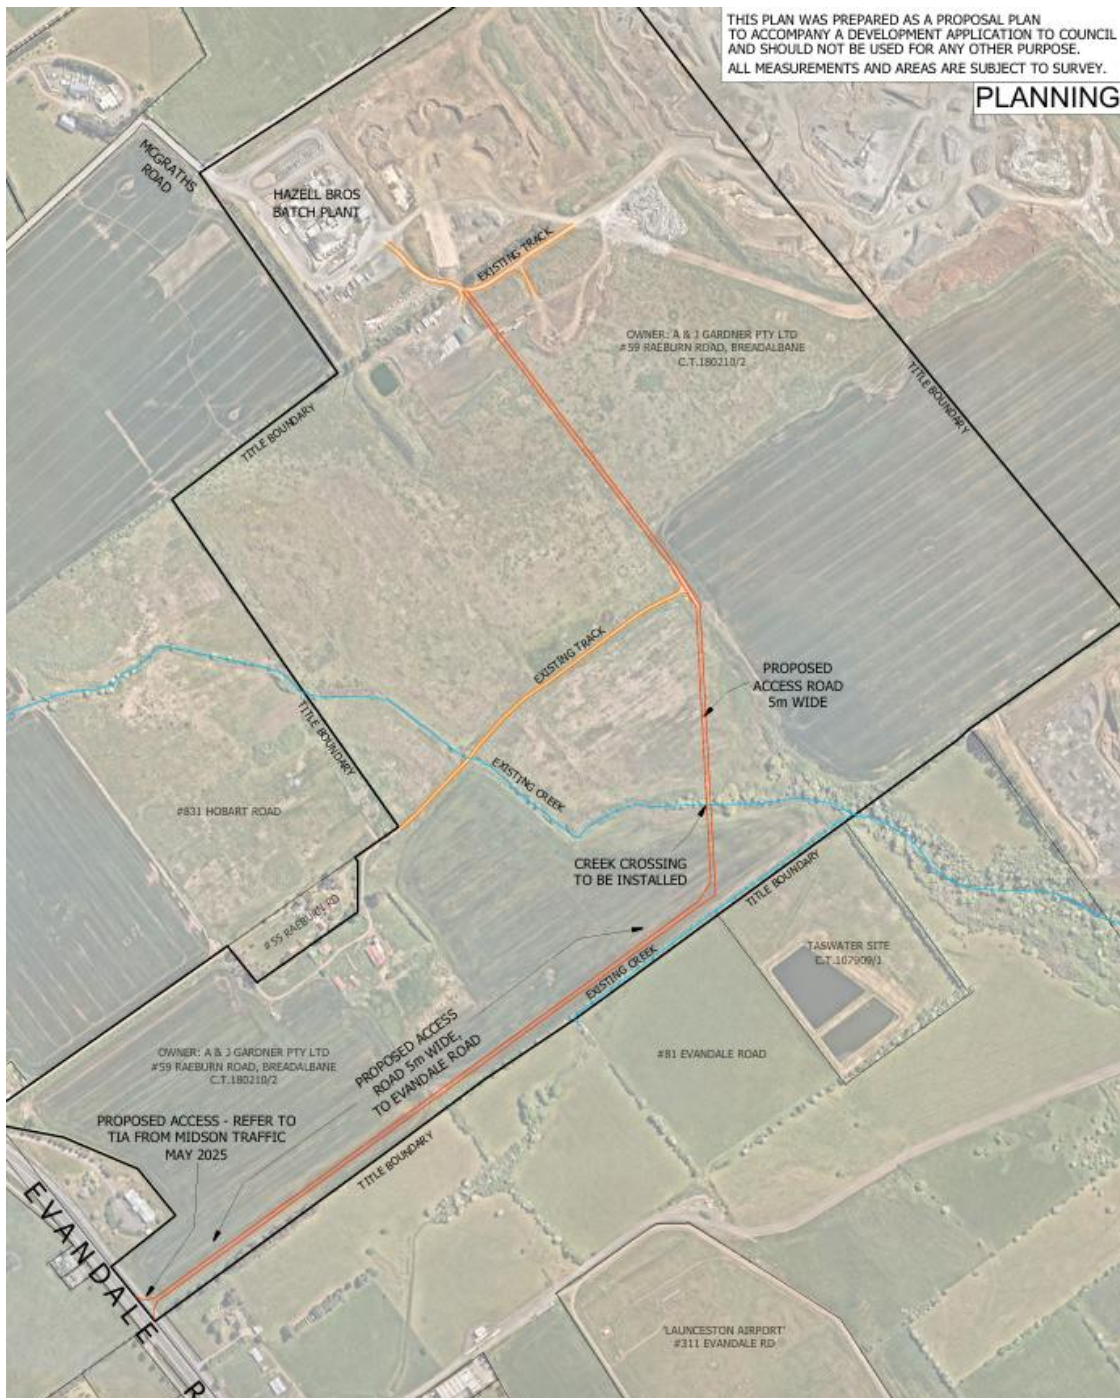 THIS PLAN WAS PREPARED AS A PROPOSAL PLAN
TO ACCOMPANY A DEVELOPMENT APPLICATION TO COUNCIL
AND SHOULD NOT BE USED FOR ANY OTHER PURPOSE.
ALL MEASUREMENTS AND AREAS ARE SUBJECT TO SURVEY.
PLANNING
MCGRATHS
ROAD
HAZELL BROS
BATCH PLANT
EXISTING TRACK
OWNER: A & J GARDNER PTY LTD
#59 RAEBURN ROAD, BREADALBANE
C.T.180210/2
TITLE BOUNDARY
TITLE BOUNDARY
EXISTING TRACK
PROPOSED
ACCESS ROAD
5m WIDE
TITLE BOUNDARY
EXISTING CREEK
#831 HOBART ROAD
CREEK CROSSING
TO BE INSTALLED
TITLE BOUNDARY
#55 RAEBURN RD
TASWATER SITE
C.T.107909/1
EXISTING CREEK
OWNER: A & J GARDNER PTY LTD
#59 RAEBURN ROAD, BREADALBANE
C.T.180210/2
PROPOSED ACCESS
ROAD 5m WIDE,
TO EVANDALE ROAD
#81 EVANDALE ROAD
PROPOSED ACCESS - REFER TO
TIA FROM MIDSON TRAFFIC
MAY 2025
TITLE BOUNDARY
EVANDALE R
'LAUNCESTON AIRPORT'
#311 EVANDALE RD